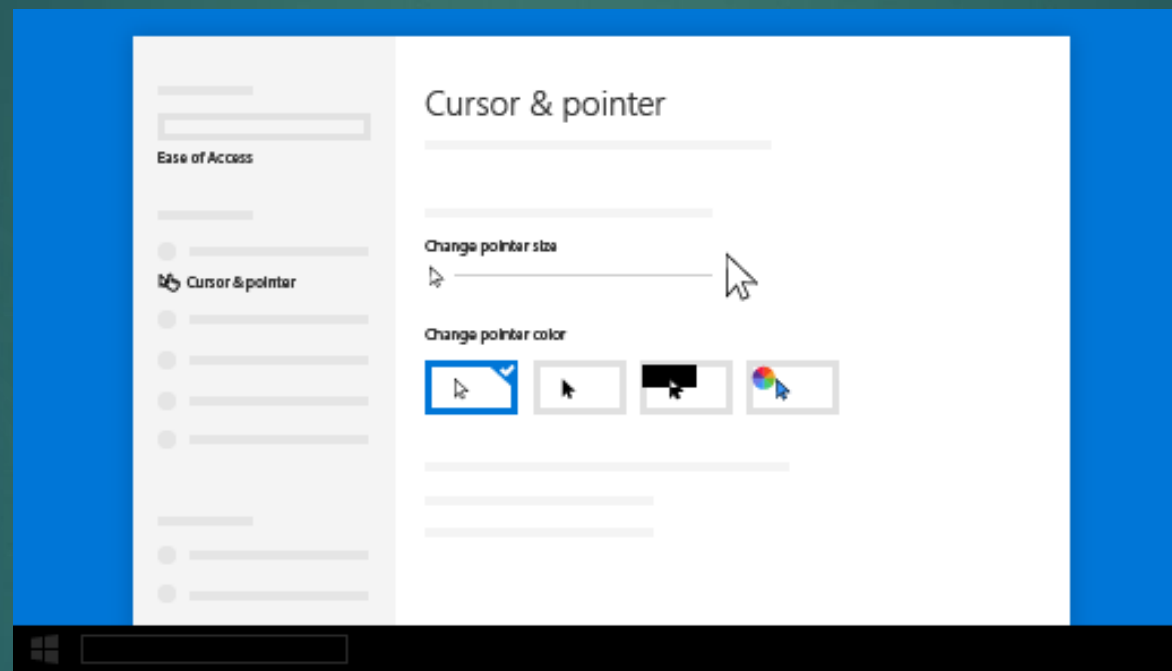 Ease of Access
Cursor & pointer
Cursor & pointer
Change pointer size
Change pointer color